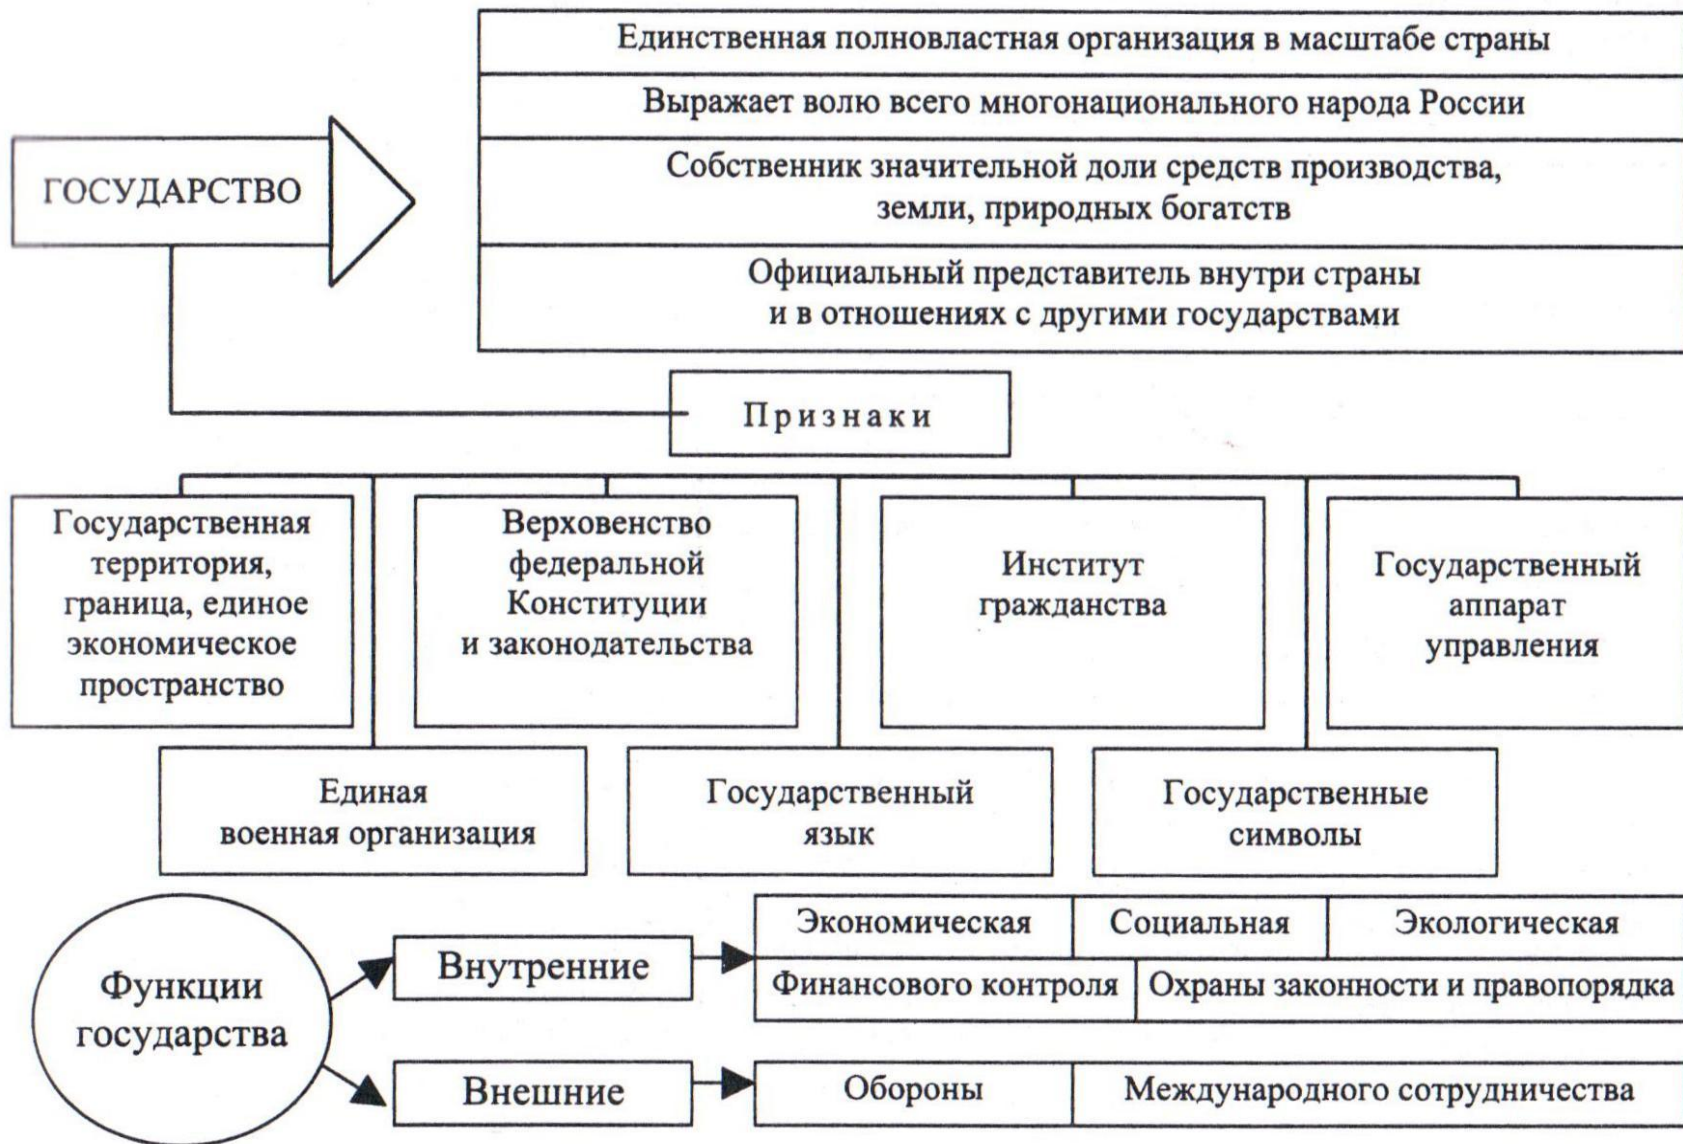 Единственная полновластная организация в масштабе страны
Выражает волю всего многонационального народа России
ГОСУДАРСТВО
Собственник значительной доли средств производства,
земли, природных богатств
Официальный представитель внутри страны
и в отношениях с другими государствами
Признаки
Государственная
территория,
граница, единое
экономическое
пространство
Верховенство
федеральной
Конституции
и законодательства
Институт
гражданства
Государственный
аппарат
управления
Единая
военная организация
Государственный
язык
Государственные
символы
Функции
государства
Внутренние
Экономическая
Социальная
Экологическая
Финансового контроля
Охраны законности и правопорядка
Внешние
Обороны
Международного сотрудничества